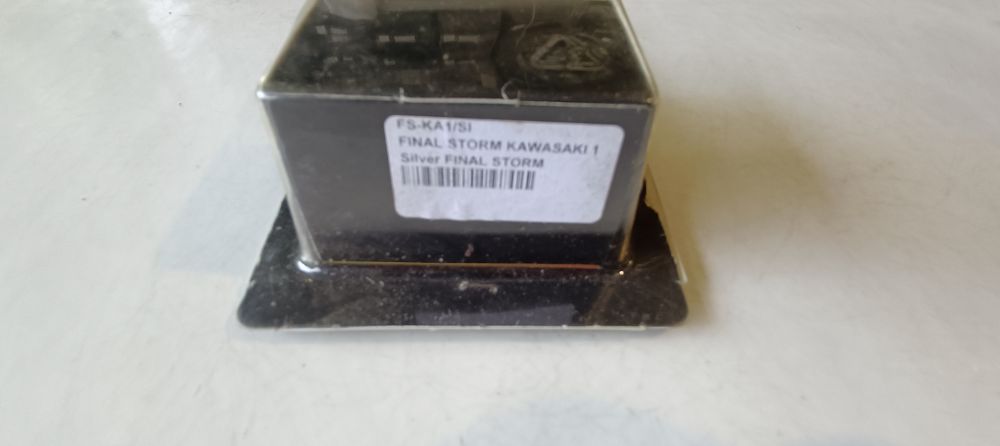 FS-KA1/SI
FINAL STORM KAWASAKI 1
Silver FINAL STORM